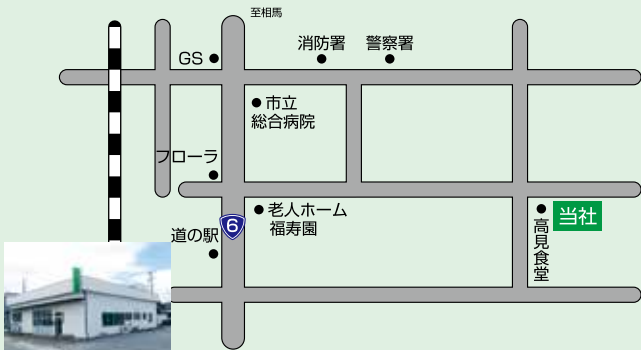 至相馬
GS
消防署
警察署
市立
総合病院
フローラ
老人ホーム
福寿園
6
道の駅
当社
高見食堂